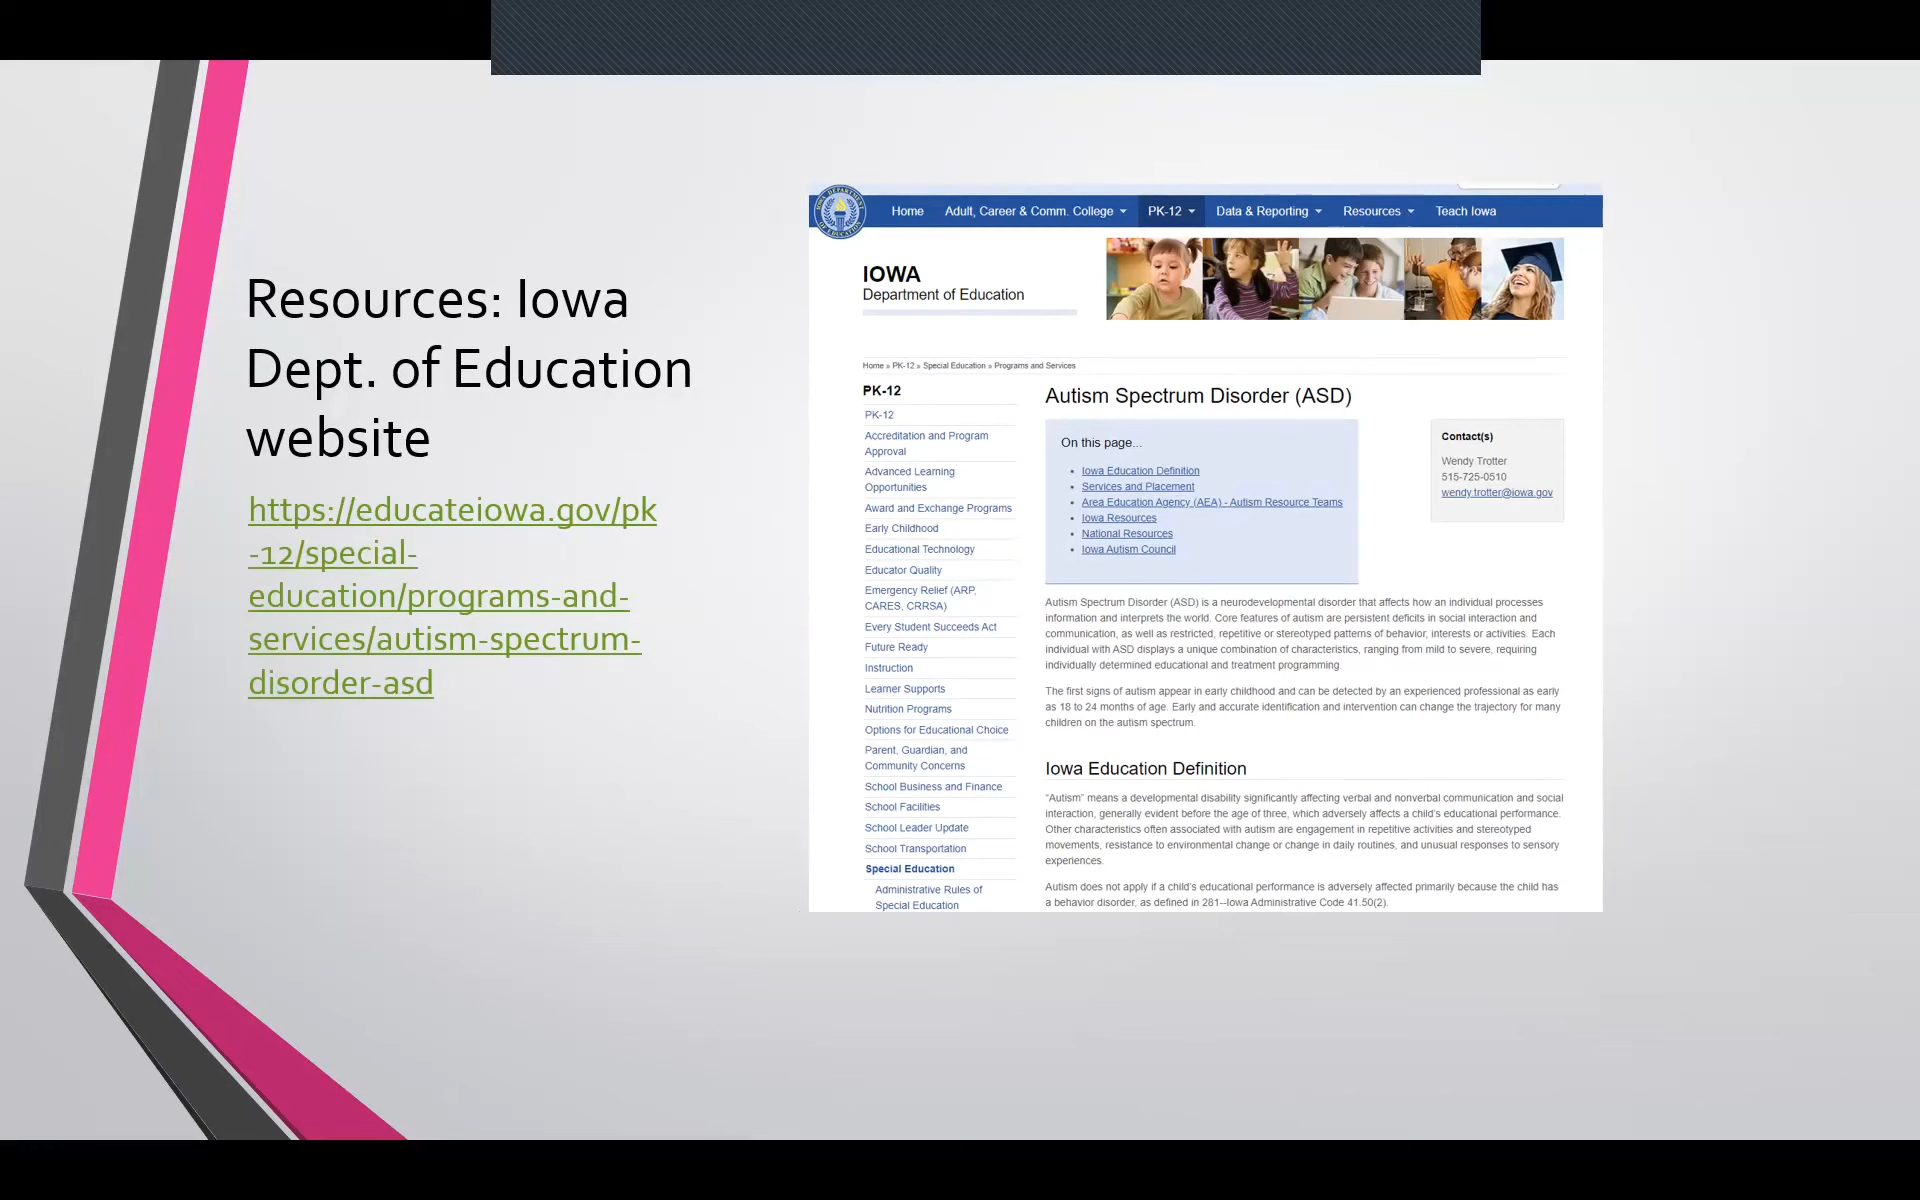 Resources: Iowa
Dept. of Education
website
https://educateiowa.gov/pk
-12/special-
education/programs-and-
services/autism-spectrum-
disorder-asd
Home Adult, Career & Comm. College PK-12 Data & Reporting Resources Teach Iowa
IOWA
Department of Education
Home » PK-12 » Special Education » Programs and Services
PK-12
PK-12
Accreditation and Program
Approval
Advanced Learning
Opportunities
Award and Exchange Programs
Early Childhood
Educational Technology
Educator Quality
Emergency Relief (ARP,
CARES, CRRSA)
Every Student Succeeds Act
Future Ready
Instruction
Learner Supports
Nutrition Programs
Options for Educational Choice
Parent, Guardian, and
Community Concerns
School Business and Finance
School Facilities
School Leader Update
School Transportation
Special Education
Administrative Rules of
Special Education
Autism Spectrum Disorder (ASD)
On this page...
• Iowa Education Definition
• Services and Placement
• Area Education Agency (AEA) - Autism Resource Teams
• Iowa Resources
• National Resources
• Iowa Autism Council
Contact(s)
Wendy Trotter
515-725-0510
wendy.trotter@iowa.gov
Autism Spectrum Disorder (ASD) is a neurodevelopmental disorder that affects how an individual processes
information and interprets the world. Core features of autism are persistent deficits in social interaction and
communication, as well as restricted, repetitive or stereotyped patterns of behavior, interests or activities. Each
individual with ASD displays a unique combination of characteristics, ranging from mild to severe, requiring
individually determined educational and treatment programming.
The first signs of autism appear in early childhood and can be detected by an experienced professional as early
as 18 to 24 months of age. Early and accurate identification and intervention can change the trajectory for many
children on the autism spectrum.
Iowa Education Definition
“Autism” means a developmental disability significantly affecting verbal and nonverbal communication and social
interaction, generally evident before the age of three, which adversely affects a child’s educational performance.
Other characteristics often associated with autism are engagement in repetitive activities and stereotyped
movements, resistance to environmental change or change in daily routines, and unusual responses to sensory
experiences.
Autism does not apply if a child’s educational performance is adversely affected primarily because the child has
a behavior disorder, as defined in 281--Iowa Administrative Code 41.50(2).